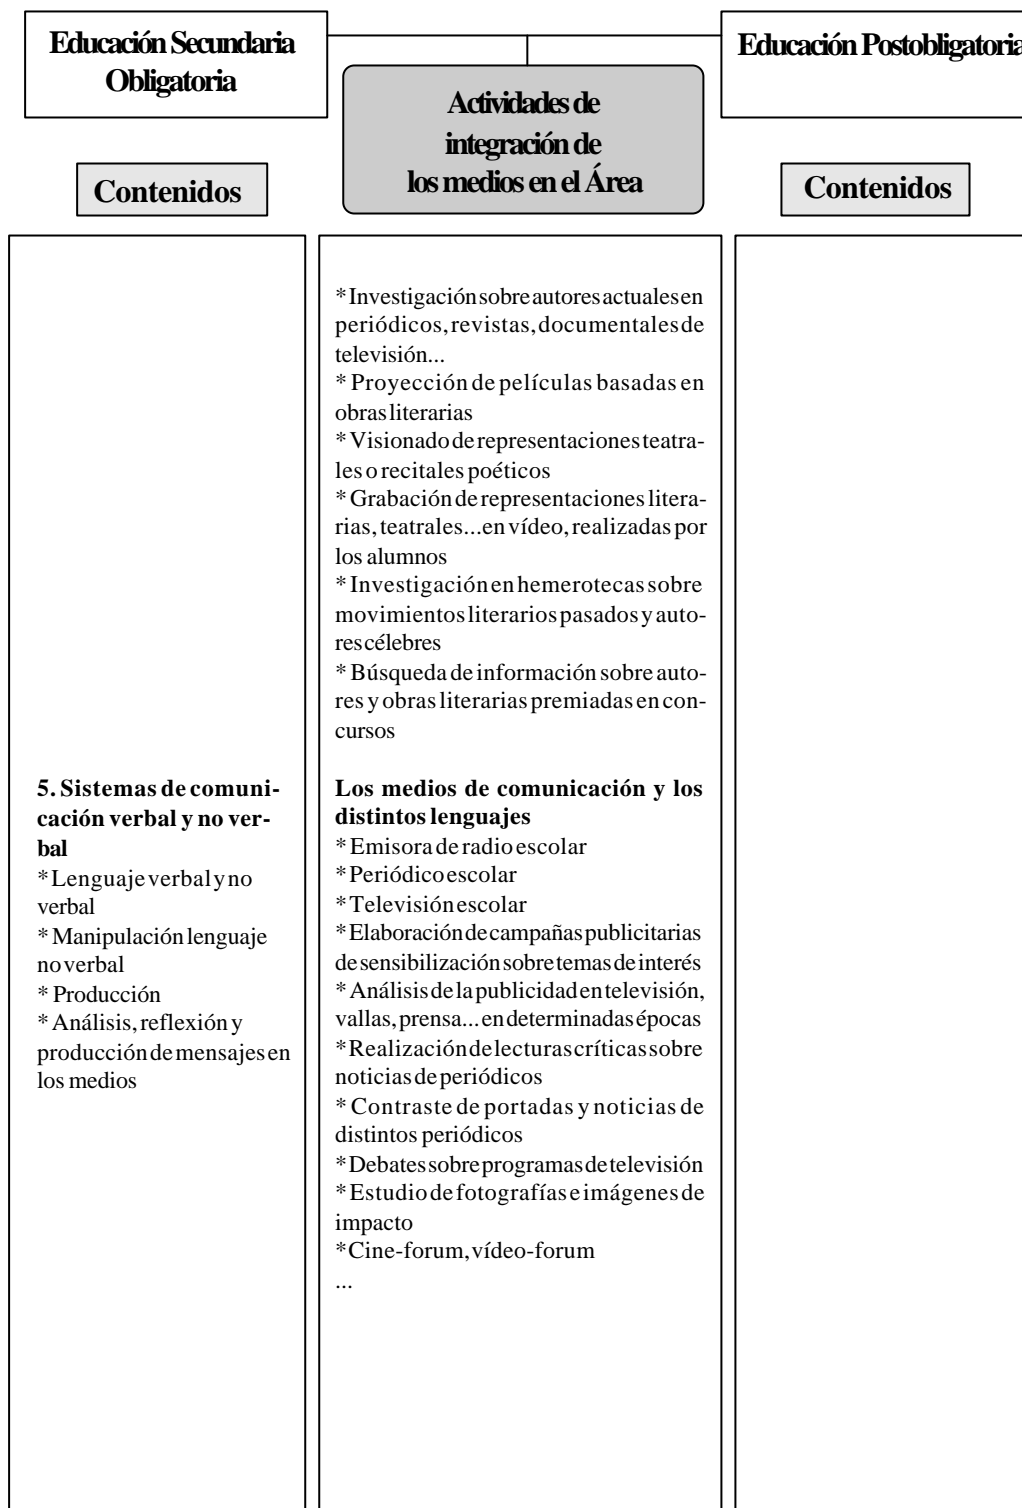 Educación Secundaria
Obligatoria
Educación Postobligatoria
Actividades de
integración de
los medios en el Área
Contenidos
Contenidos
* Investigación sobre autores actuales en
periódicos, revistas, documentales de
televisión...
* Proyección de películas basadas en
obras literarias
* Visionado de representaciones teatra-
les o recitales poéticos
* Grabación de representaciones litera-
rias, teatrales... en vídeo, realizadas por
los alumnos
* Investigación en hemerotecas sobre
movimientos literarios pasados y auto-
res célebres
* Búsqueda de información sobre auto-
res y obras literarias premiadas en con-
cursos
5. Sistemas de comuni-
cación verbal y no ver-
bal
* Lenguaje verbal y no
verbal
* Manipulación lenguaje
no verbal
* Producción
* Análisis, reflexión y
producción de mensajes en
los medios
Los medios de comunicación y los
distintos lenguajes
* Emisora de radio escolar
* Periódico escolar
* Televisión escolar
* Elaboración de campañas publicitarias
de sensibilización sobre temas de interés
* Análisis de la publicidad en televisión,
vallas, prensa... en determinadas épocas
* Realización de lecturas críticas sobre
noticias de periódicos
* Contraste de portadas y noticias de
distintos periódicos
* Debates sobre programas de televisión
* Estudio de fotografías e imágenes de
impacto
* Cine-forum, vídeo-forum
...